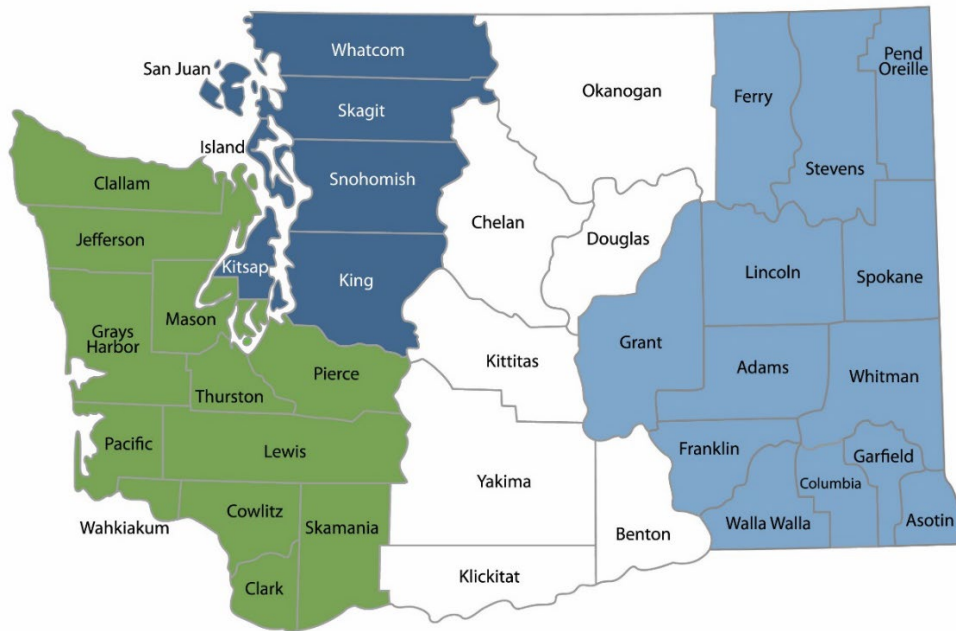 Whatcom
San Juan
Pend
Oreille
Okanogan
Ferry
Skagit
Island
Stevens
Clallam
Snohomish
Chelan
Douglas
Jefferson
Kitsap
King
Lincoln
Spokane
Mason
Grays
Harbor
Grant
Kittitas
Adams
Whitman
Pierce
Thurston
Pacific
Lewis
Franklin
Garfield
Yakima
Columbia
Wahkiakum
Cowlitz
Skamania
Walla Walla
Asotin
Benton
Klickitat
Clark